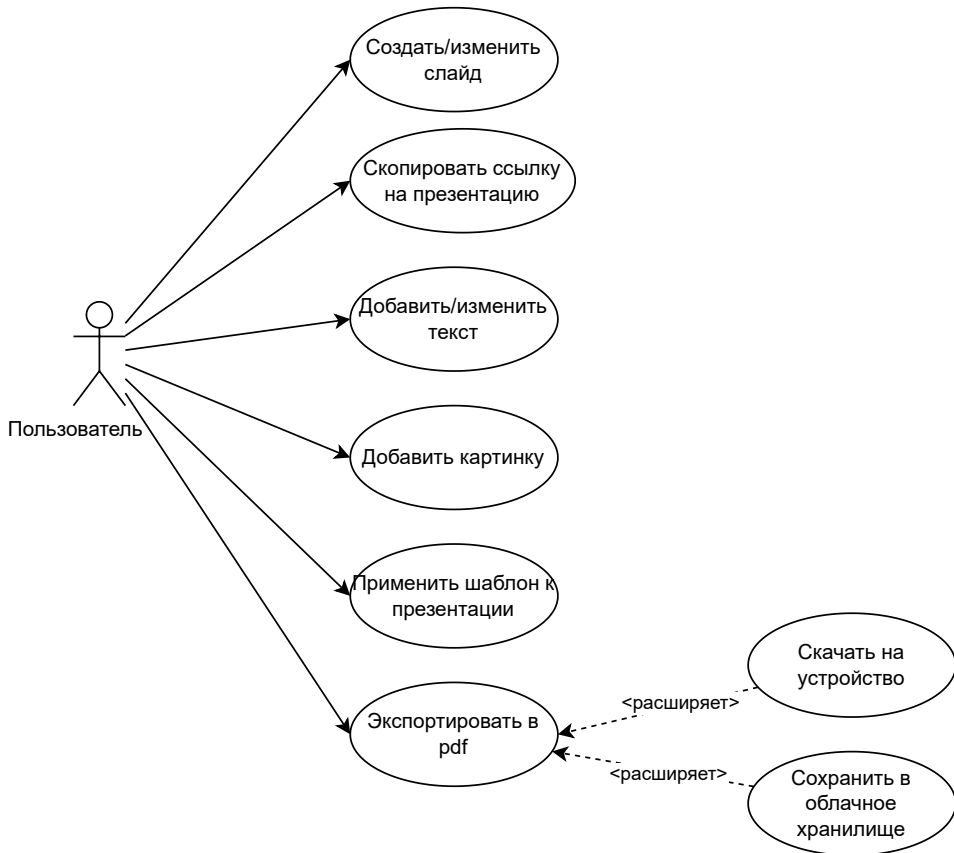 Создать/изменить
слайд
Скопировать ссылку
на презентацию
Добавить/изменить
текст
Пользователь
Добавить картинку
Применить шаблон к
презентации
Скачать на
устройство
<расширяет>
Экспортировать в
pdf
<расширяет>
Сохранить в
облачное
хранилище